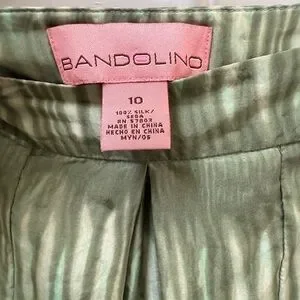 BANDOLINO
10
100% SILK/
SEDA
RN 57803
MADE IN CHINA
HECHO EN CHINA
MYN/05